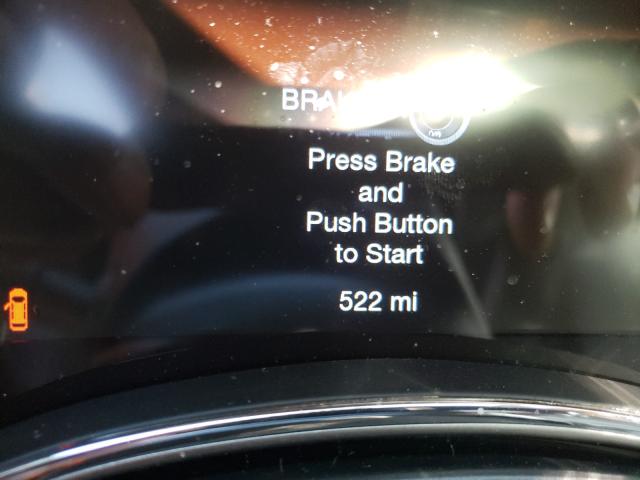 Press Brake
and
Push Button
to Start
522 mi